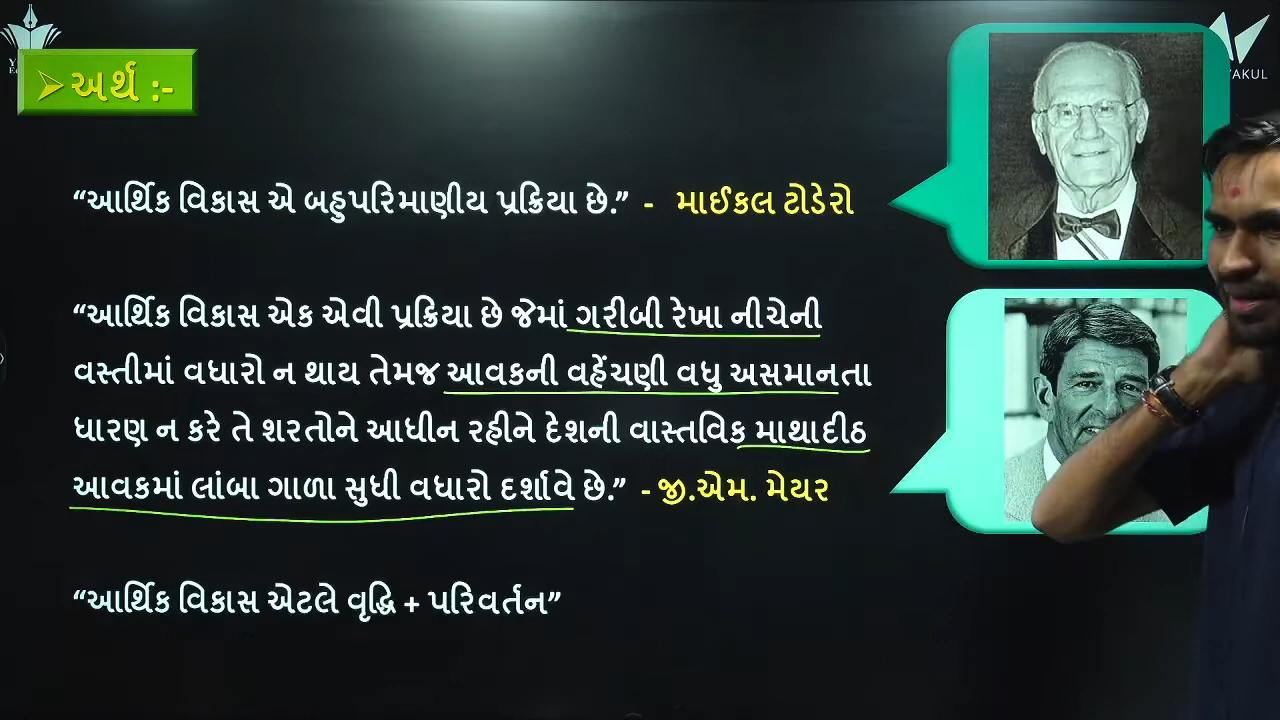 ➢ અર્થ :-
YAKUL
“આર્થિક વિકાસ એ બહુપરિમાણીય પ્રક્રિયા છે.” - માઈકલ ટોડેરો
“આર્થિક વિકાસ એક એવી પ્રક્રિયા છે જેમાં ગરીબી રેખા નીચેની
વસ્તીમાં વધારો ન થાય તેમજ આવકની વહેંચણી વધુ અસમાનતા
ધારણ ન કરે તે શરતોને આધીન રહીને દેશની વાસ્તવિક માથાદીઠ
આવકમાં લાંબા ગાળા સુધી વધારો દર્શાવે છે.” - જી.એમ. મેયર
“આર્થિક વિકાસ એટલે વૃદ્ધિ + પરિવર્તન”